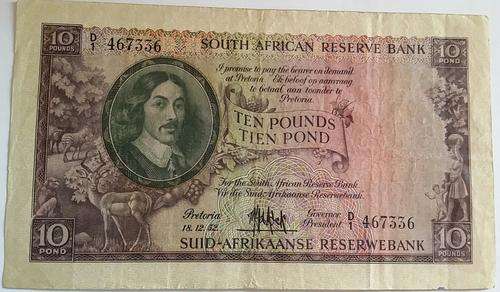 10 POUNDS
D/1 467336
SOUTH AFRICAN RESERVE BANK
10 POND
I promise to pay the bearer on demand
at Pretoria Ek beloof op aanvraag
te betaal aan toonder te
Pretoria.
TEN POUNDS
TIEN POND
For the South African Reserve Bank
Vir die Suid-Afrikaanse Reserwebank.
Pretoria
18.12.52.
Governor.
President.
D/1 467336
10 POND
SUID-AFRIKAANSE RESERWEBANK
10 POUNDS